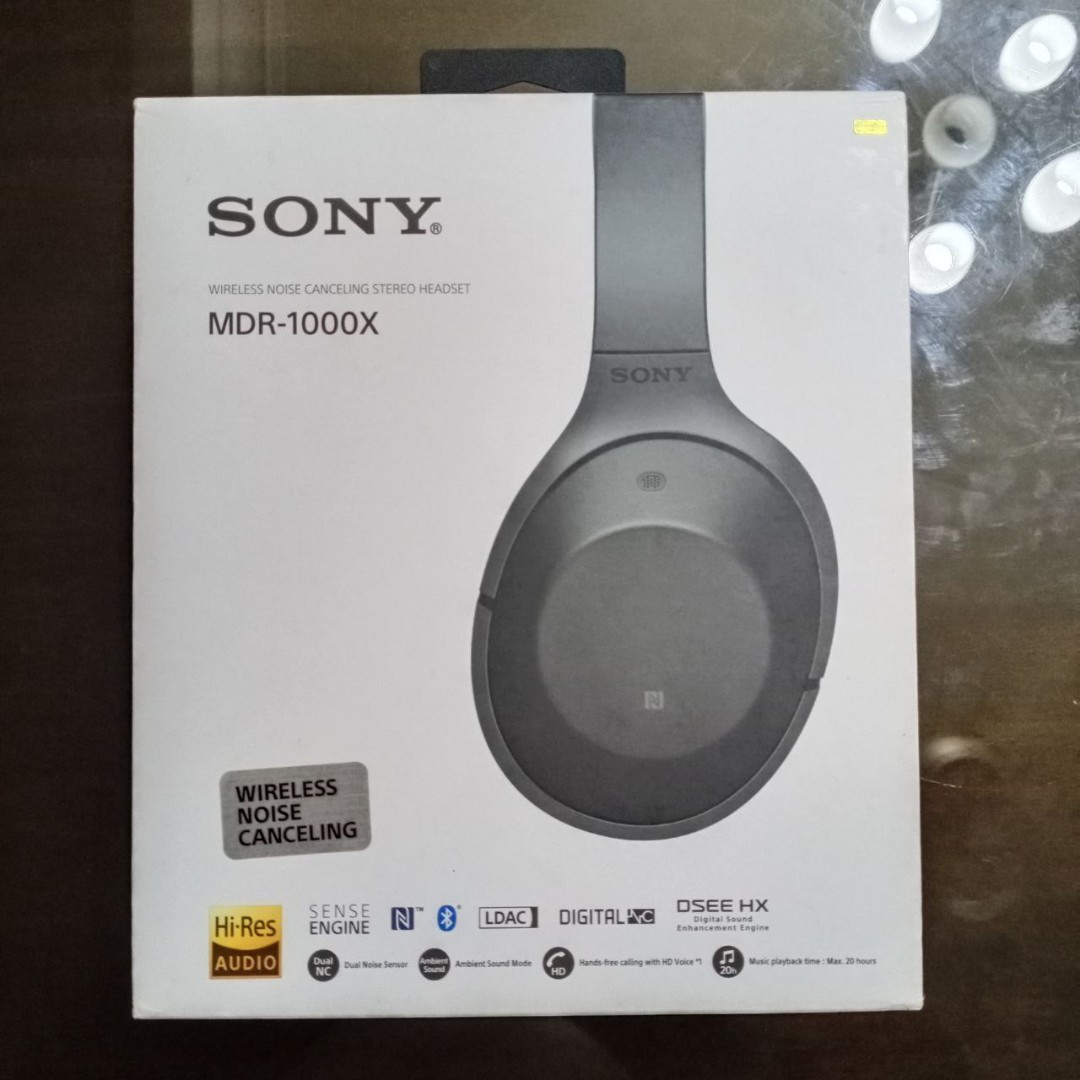 SONY®
WIRELESS NOISE CANCELING STEREO HEADSET
MDR-1000X
SONY
WIRELESS
NOISE
CANCELING
Hi-Res
AUDIO
SENSE
ENGINE
N™
LDAC
DIGITAL NC
DSEE HX
Digital Sound
Enhancement Engine
Dual
NC
Dual Noise Sensor
Ambient
Sound
Ambient Sound Mode
HD
Hands-free calling with HD Voice *1
20h
Music playback time : Max. 20 hours